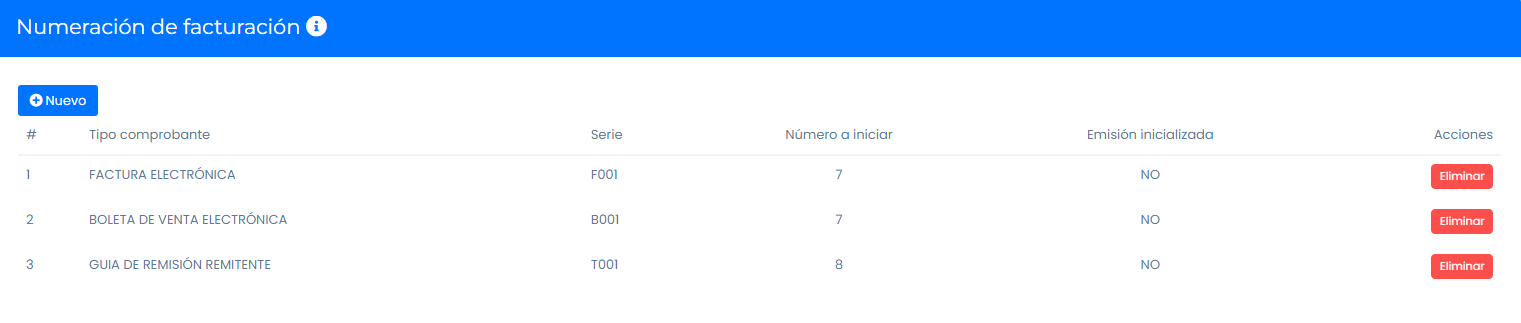 Numeración de facturación
Nuevo
# Tipo comprobante Serie Número a iniciar Emisión inicializada Acciones
1 FACTURA ELECTRÓNICA F001 7 NO Eliminar
2 BOLETA DE VENTA ELECTRÓNICA B001 7 NO Eliminar
3 GUIA DE REMISIÓN REMITENTE T001 8 NO Eliminar